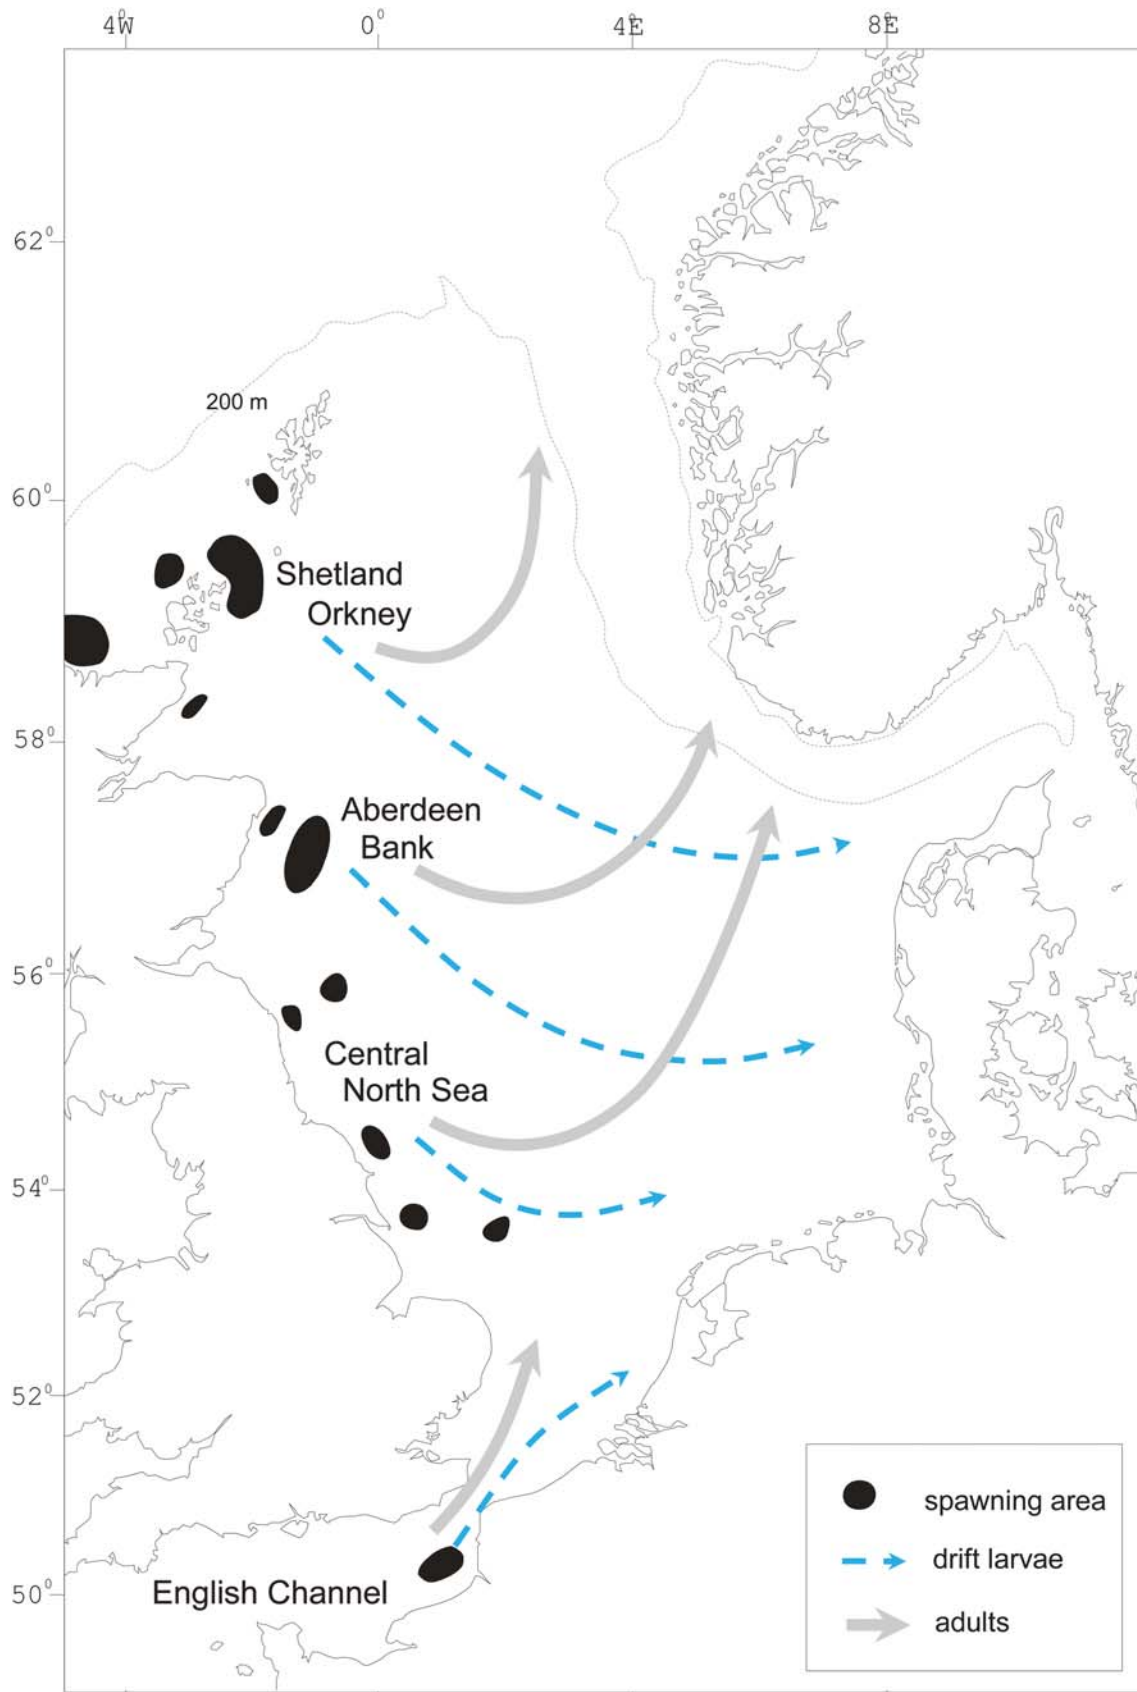 4W 0° 4E 8E
62°
200 m
60°
Shetland
Orkney
58°
Aberdeen
Bank
56°
Central
North Sea
54°
52°
spawning area
drift larvae
50°
English Channel
adults